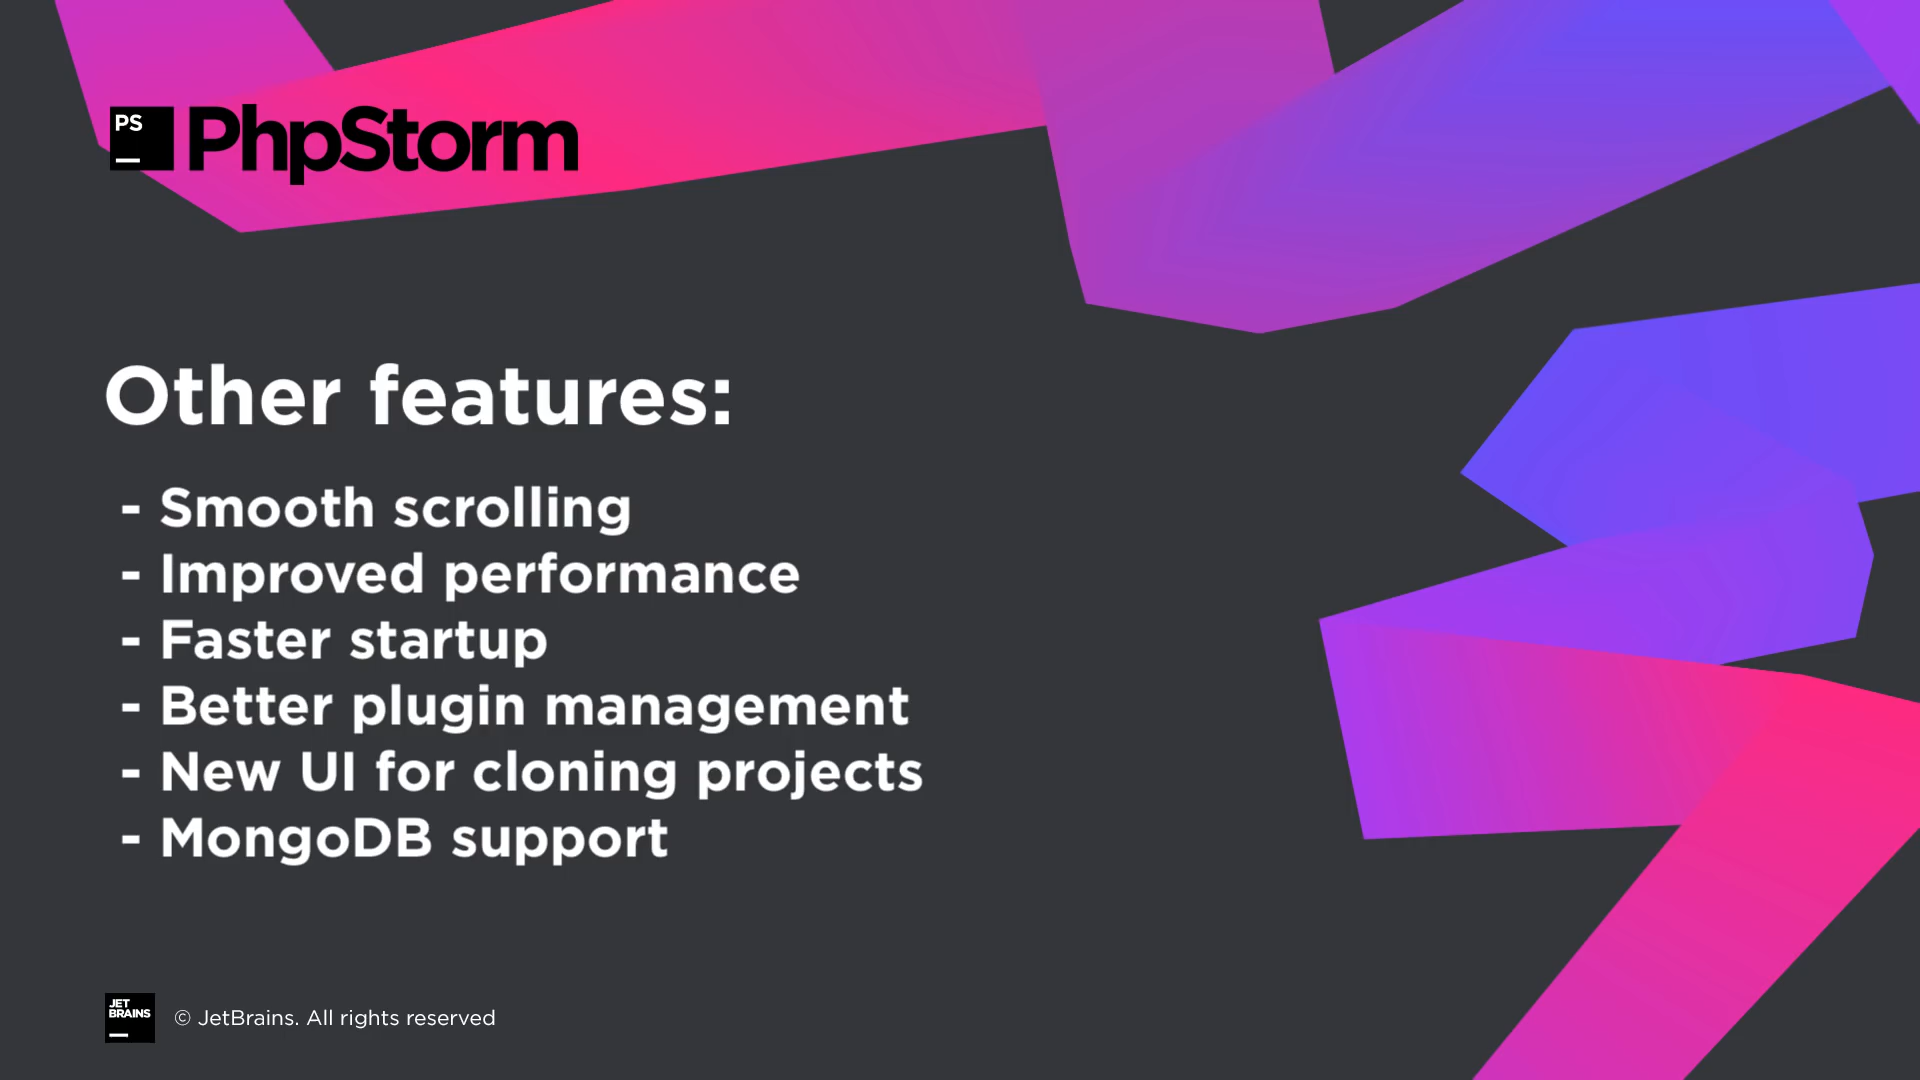 PS PhpStorm
Other features:
- Smooth scrolling
- Improved performance
- Faster startup
- Better plugin management
- New UI for cloning projects
- MongoDB support
JET
BRAINS
© JetBrains. All rights reserved